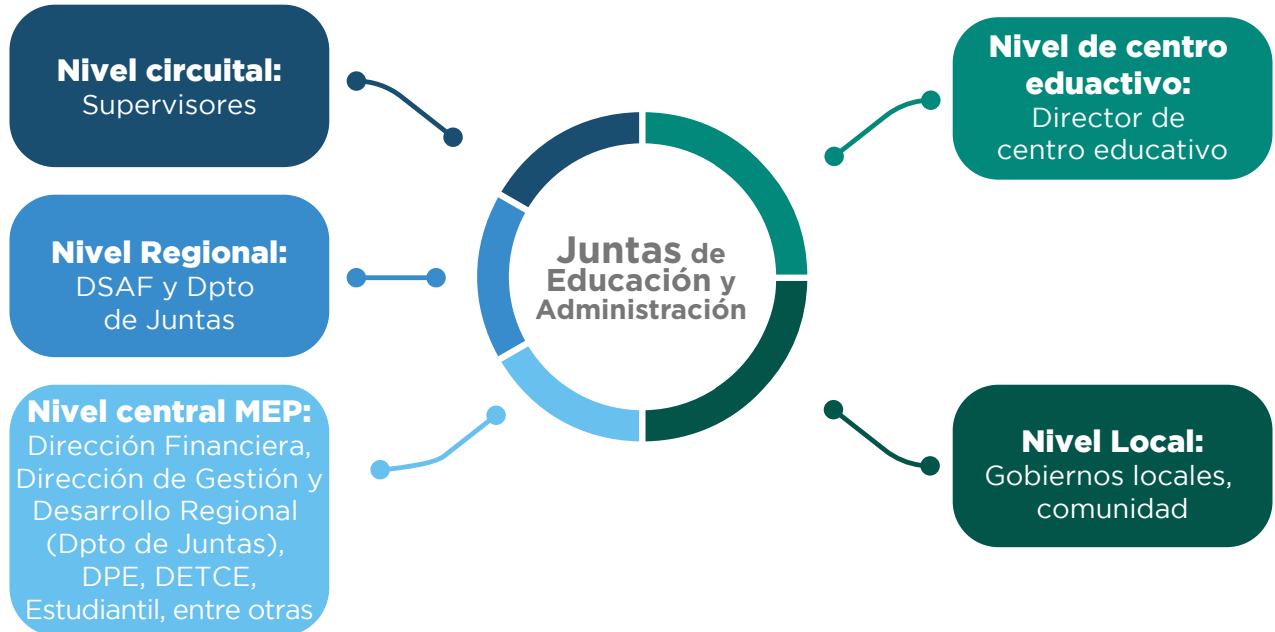 Nivel circuital:
Supervisores
Nivel Regional:
DSAF y Dpto
de Juntas
Nivel central MEP:
Dirección Financiera,
Dirección de Gestión y
Desarrollo Regional
(Dpto de Juntas),
DPE, DETCE,
Estudiantil, entre otras
Juntas de
Educación y
Administración
Nivel de centro
eduactivo:
Director de
centro educativo
Nivel Local:
Gobiernos locales,
comunidad